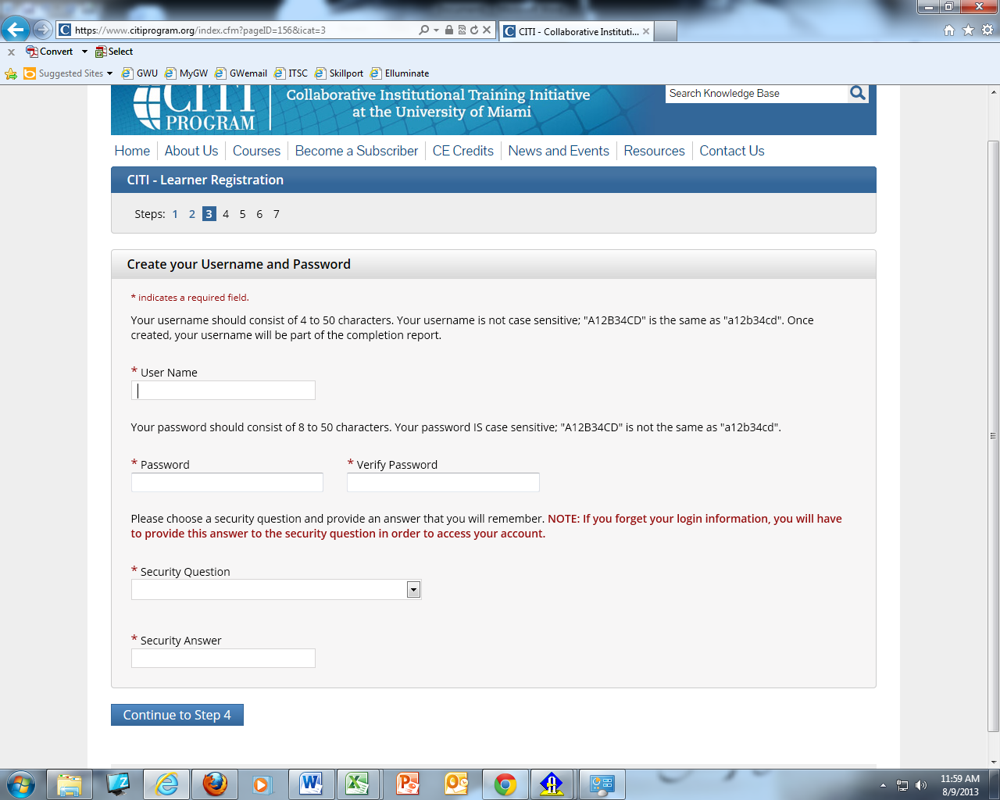 https://www.citiprogram.org/index.cfm?pageID=156&icat=3
CITI - Collaborative Instituti...
x Convert Select
Suggested Sites GWU MyGW GWemail ITSC Skillport Elluminate
CITI PROGRAM
Collaborative Institutional Training Initiative
at the University of Miami
Search Knowledge Base
Home About Us Courses Become a Subscriber CE Credits News and Events Resources Contact Us
CITI - Learner Registration
Steps: 1 2 3 4 5 6 7
Create your Username and Password
* indicates a required field.
Your username should consist of 4 to 50 characters. Your username is not case sensitive; "A12B34CD" is the same as "a12b34cd". Once
created, your username will be part of the completion report.
* User Name
Your password should consist of 8 to 50 characters. Your password IS case sensitive; "A12B34CD" is not the same as "a12b34cd".
* Password * Verify Password
Please choose a security question and provide an answer that you will remember. NOTE: If you forget your login information, you will have
to provide this answer to the security question in order to access your account.
* Security Question
* Security Answer
Continue to Step 4
11:59 AM
8/9/2013